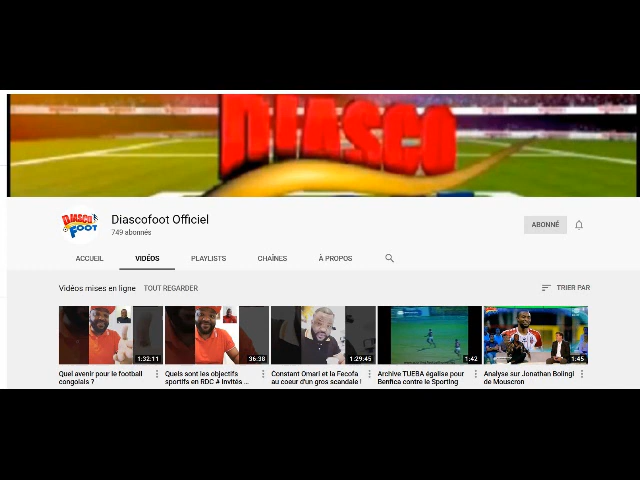 DIASCO
DIASCO
FOOT
Diascofoot Officiel
749 abonnés
ABONNÉ
ACCUEIL VIDÉOS PLAYLISTS CHAÎNES À PROPOS
Vidéos mises en ligne TOUT REGARDER TRIER PAR
1:32:11 36:38 1:29:45 1:42 1:45
Quel avenir pour le football
congolais ?
Quels sont les objectifs
sportifs en RDC # Invités ...
Constant Omari et la Fecofa
au coeur d'un gros scandale !
Archive TUEBA égalise pour
Benfica contre le Sporting
Analyse sur Jonathan Bolingi
de Mouscron